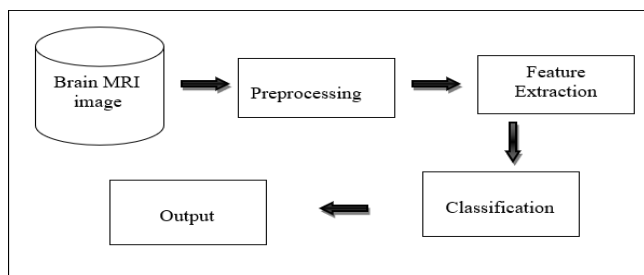 Brain MRI
image
Preprocessing
Feature
Extraction
Classification
Output